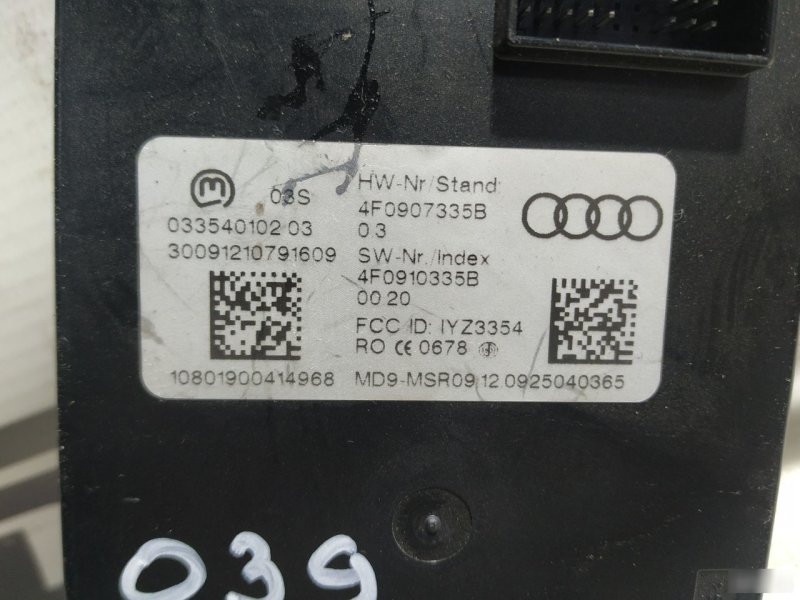 m 03S
033540102 03
30091210791609
10801900414968
HW-Nr/Stand:
4F0907335B
0.3
SW-Nr./Index
4F0910335B
00 20
FCC ID: IYZ3354
RO CE 0678
MD9-MSR09 12 0925040365
039